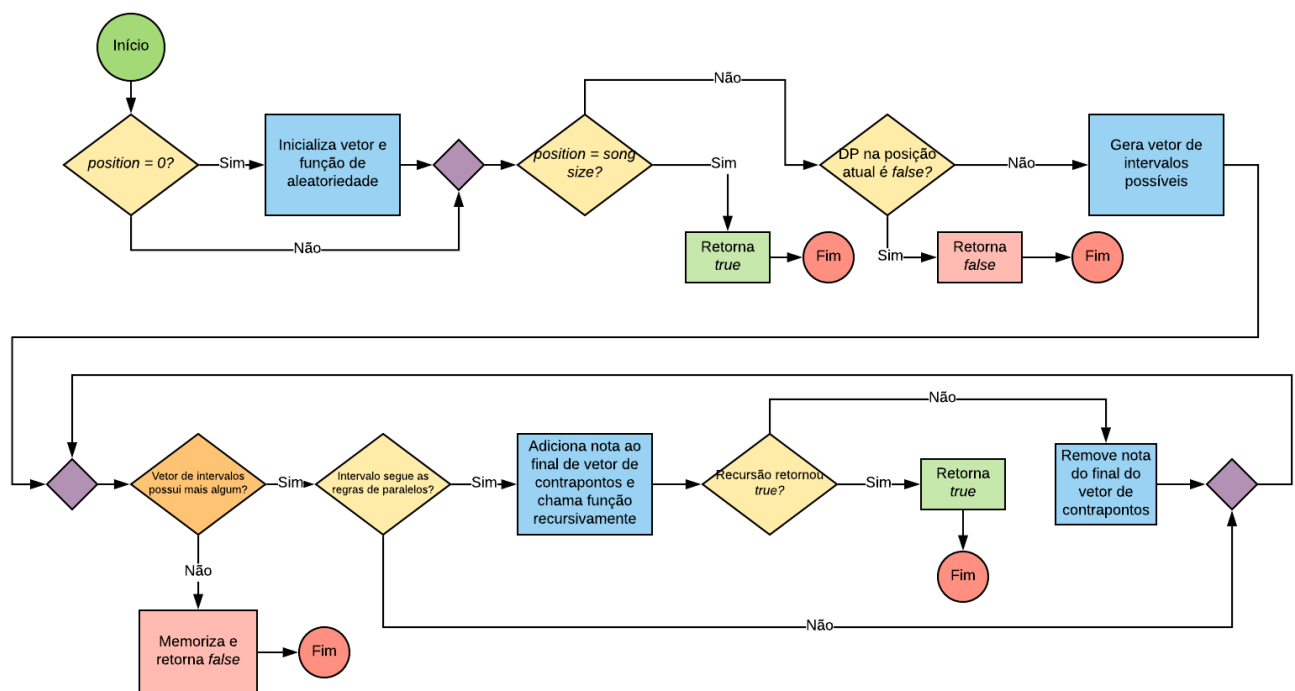 Início
position = 0?
Sim
Inicializa vetor e
função de
aleatoriedade
Não
position = song
size?
Não
Sim
Retorna
true
Fim
DP na posição
atual é false?
Não
Sim
Retorna
false
Fim
Gera vetor de
intervalos
possíveis
Vetor de intervalos
possui mais algum?
Sim
Não
Memoriza e
retorna false
Fim
Intervalo segue as
regras de paralelos?
Sim
Não
Adiciona nota ao
final de vetor de
contrapontos e
chama função
recursivamente
Recursão retornou
true?
Sim
Não
Retorna
true
Fim
Remove nota
do final do
vetor de
contrapontos